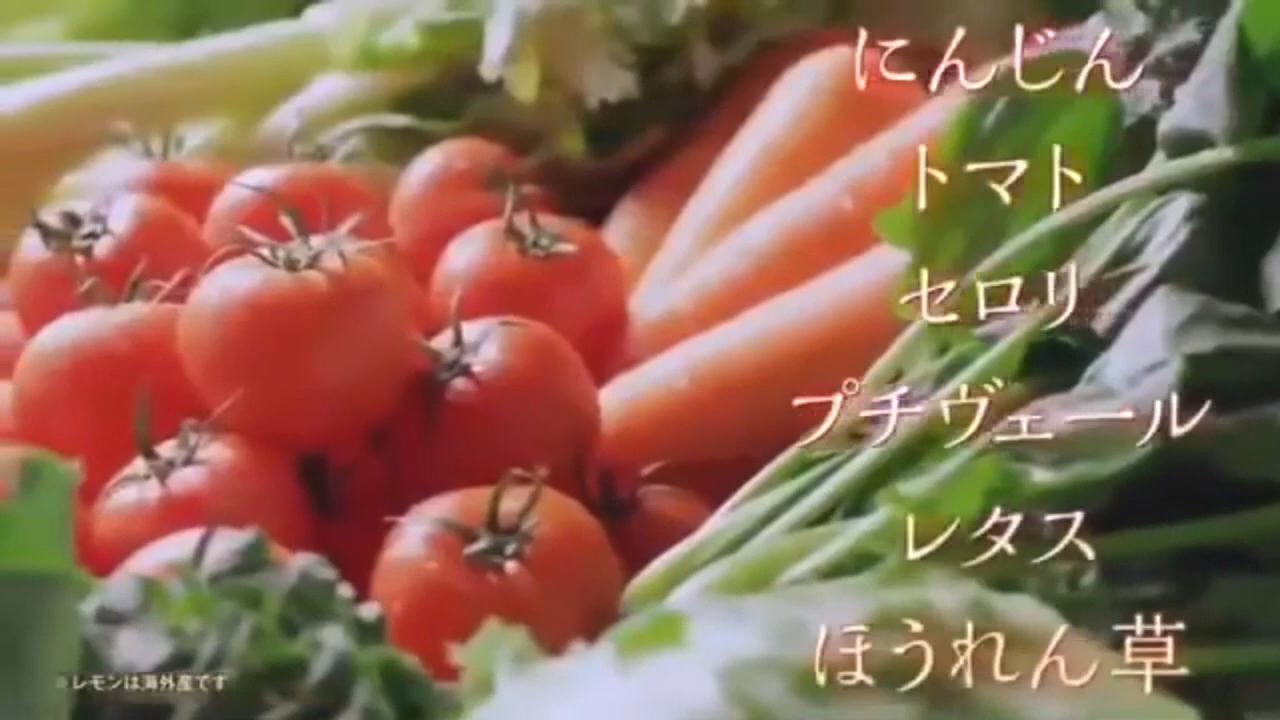 にんじん
トマト
セロリ
プチヴェール
レタス
ほうれん草
※レモンは海外産です